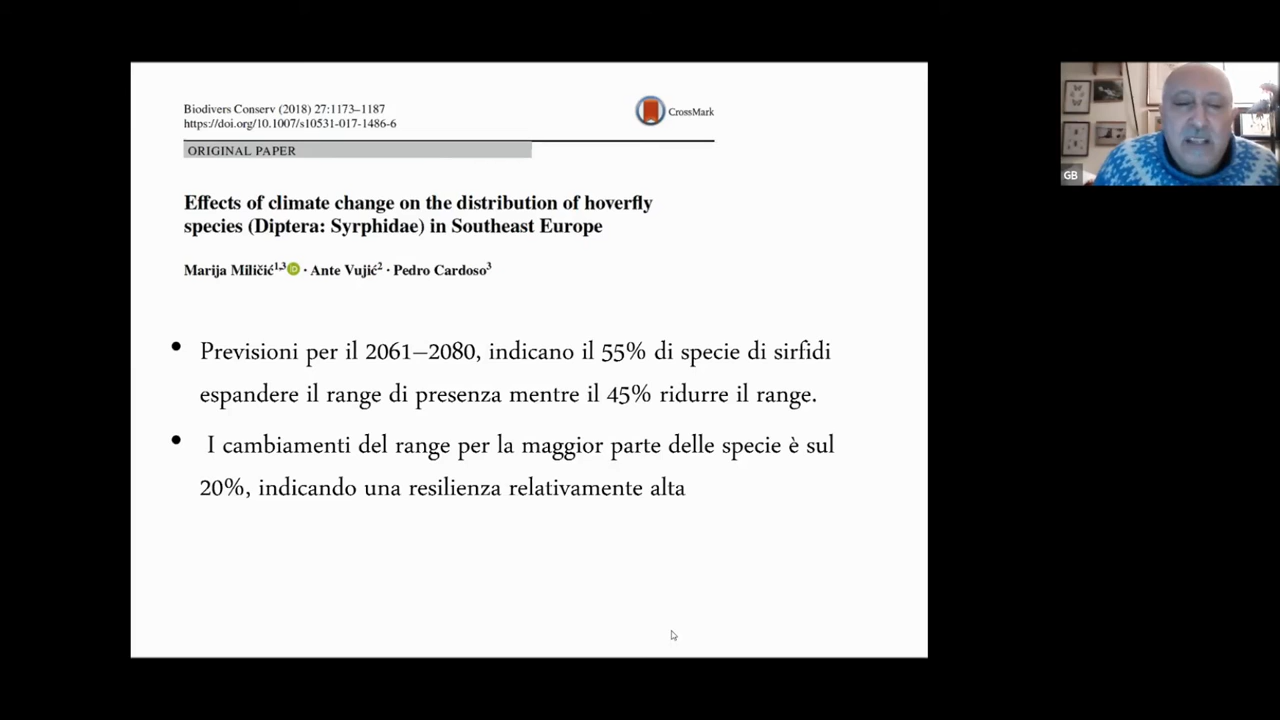 Biodivers Conserv (2018) 27:1173–1187
https://doi.org/10.1007/s10531-017-1486-6
CrossMark
ORIGINAL PAPER
Effects of climate change on the distribution of hoverfly
species (Diptera: Syrphidae) in Southeast Europe
Marija Miličić1,3 · Ante Vujić2 · Pedro Cardoso3
• Previsioni per il 2061–2080, indicano il 55% di specie di sirfidi
espandere il range di presenza mentre il 45% ridurre il range.
• I cambiamenti del range per la maggior parte delle specie è sul
20%, indicando una resilienza relativamente alta
GB